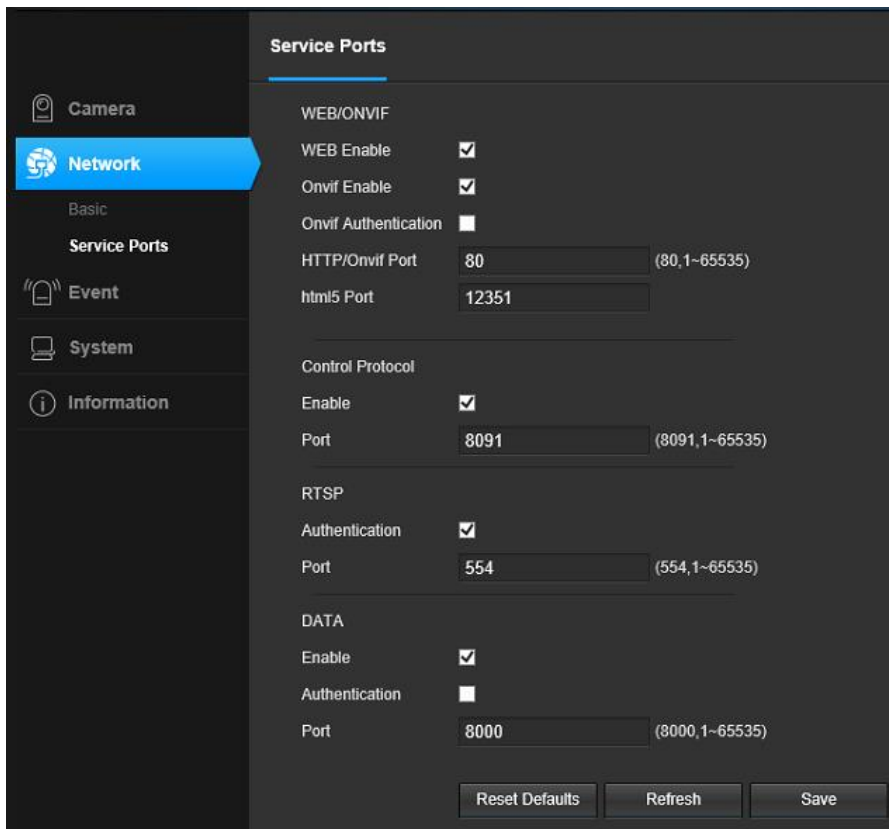 Service Ports
Camera
Network
Basic
Service Ports
Event
System
Information
WEB/ONVIF
WEB Enable
Onvif Enable
Onvif Authentication
HTTP/Onvif Port 80 (80,1~65535)
html5 Port 12351
Control Protocol
Enable
Port 8091 (8091,1~65535)
RTSP
Authentication
Port 554 (554,1~65535)
DATA
Enable
Authentication
Port 8000 (8000,1~65535)
Reset Defaults Refresh Save